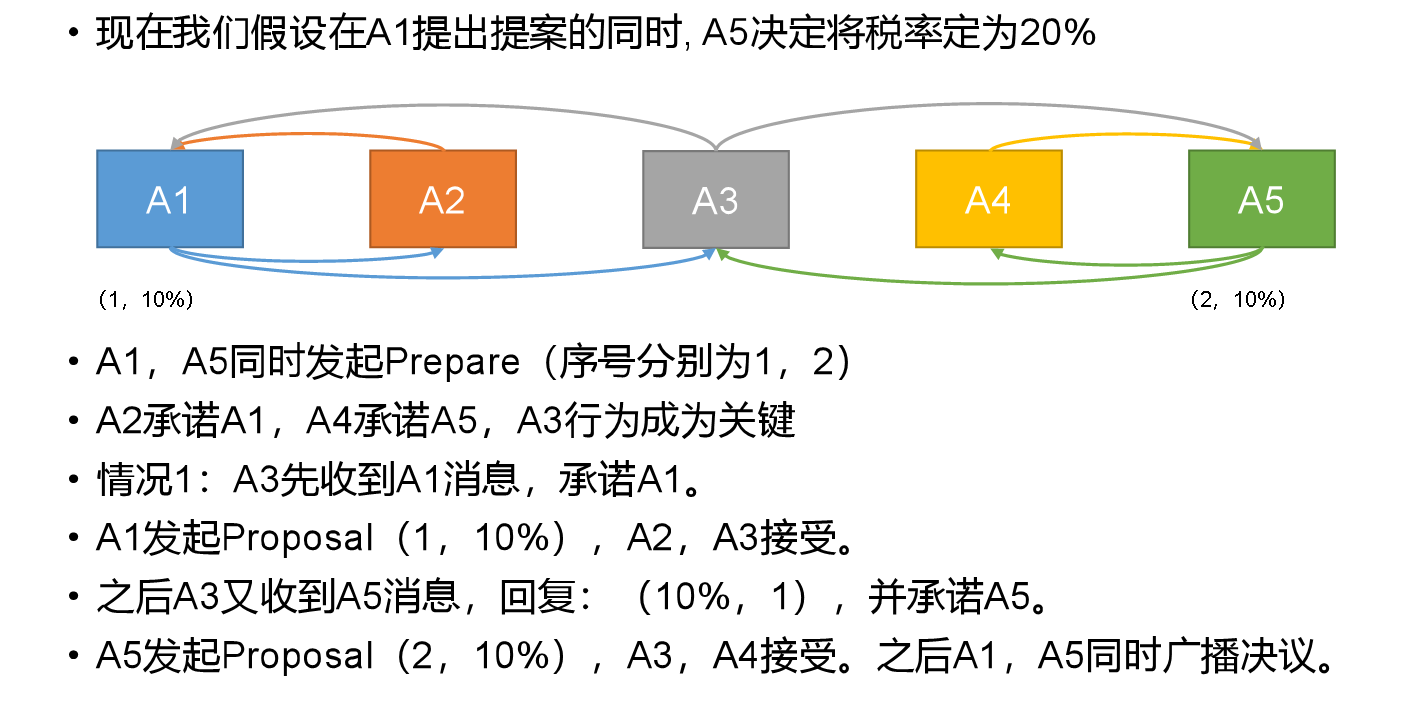 • 现在我们假设在A1提出提案的同时, A5决定将税率定为20%
A1 A2 A3 A4 A5
（1，10%） （2，10%）
• A1，A5同时发起Prepare（序号分别为1，2）
• A2承诺A1，A4承诺A5，A3行为成为关键
• 情况1：A3先收到A1消息，承诺A1。
• A1发起Proposal（1，10%），A2，A3接受。
• 之后A3又收到A5消息，回复：（10%，1），并承诺A5。
• A5发起Proposal（2，10%），A3，A4接受。之后A1，A5同时广播决议。